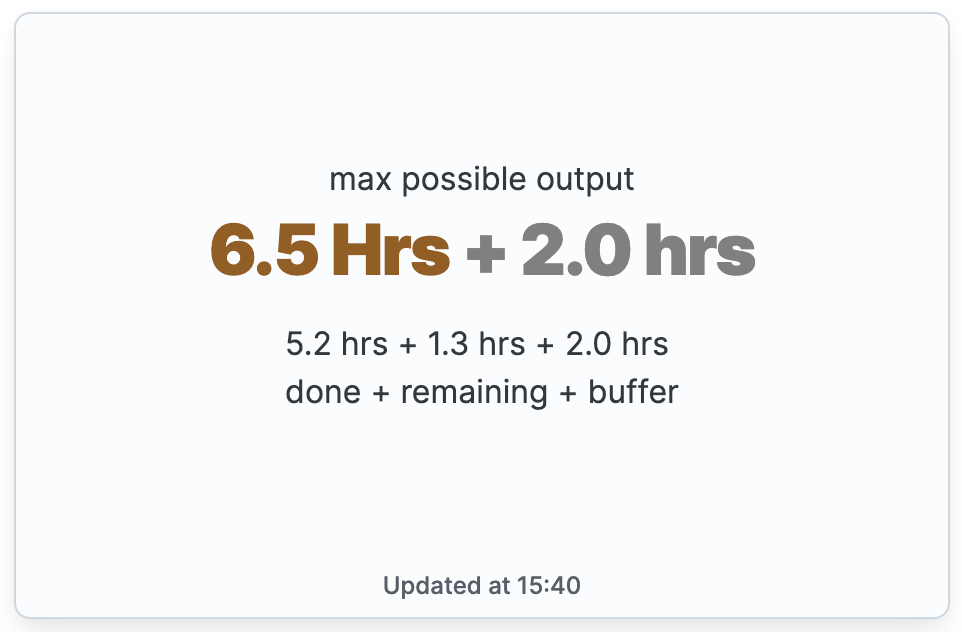 max possible output
6.5 Hrs + 2.0 hrs
5.2 hrs + 1.3 hrs + 2.0 hrs
done + remaining + buffer
Updated at 15:40